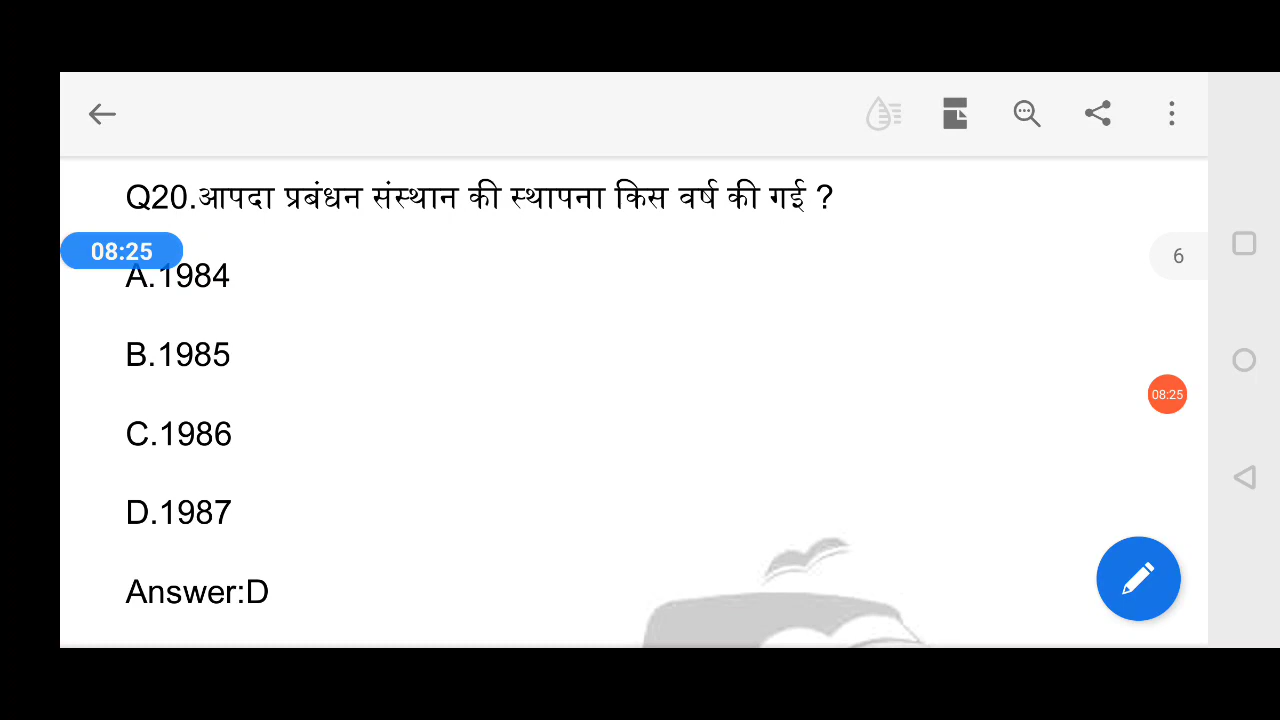 Q20.आपदा प्रबंधन संस्थान की स्थापना किस वर्ष की गई ?
08:25
A.1984
6
B.1985
08:25
C.1986
D.1987
Answer:D